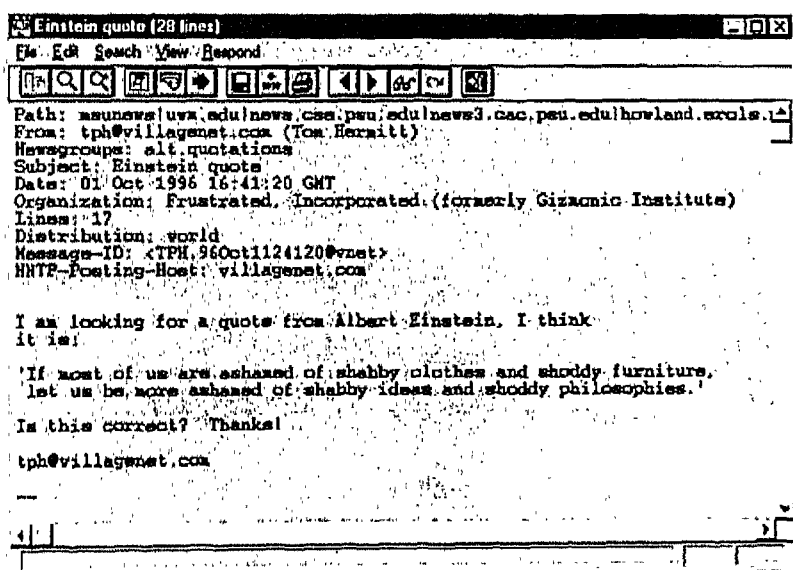 Einstein quote (28 lines)
File Edit Search View Respond
Path: msunews!uwm.edu!news.cse.psu.edu!news3.cac.psu.edu!howland.erols.
From: tph@villagenet.com (Tom Hermitt)
Newsgroups: alt.quotations
Subject: Einstein quote
Date: 01 Oct 1996 16:41:20 GMT
Organization: Frustrated, Incorporated (formerly Gizmonic Institute)
Lines: 17
Distribution: world
Message-ID: <TPH.96Oct1124120@vnet>
NNTP-Posting-Host: villagenet.com
I am looking for a quote from Albert Einstein, I think
it is:
'If most of us are ashamed of shabby clothes and shoddy furniture,
let us be more ashamed of shabby ideas and shoddy philosophies.'
Is this correct? Thanks!
tph@villagenet.com
---